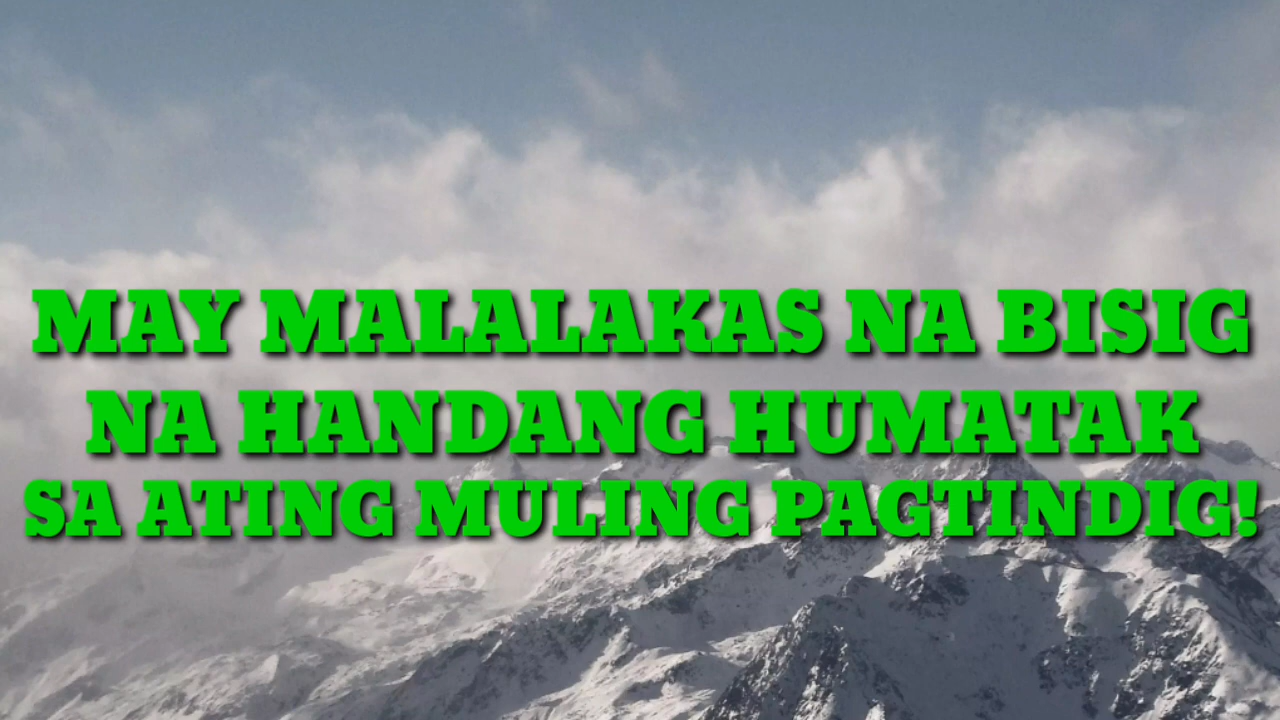 MAY MALALAKAS NA BISIG
NA HANDANG HUMATAK
SA ATING MULING PAGTINDIG!